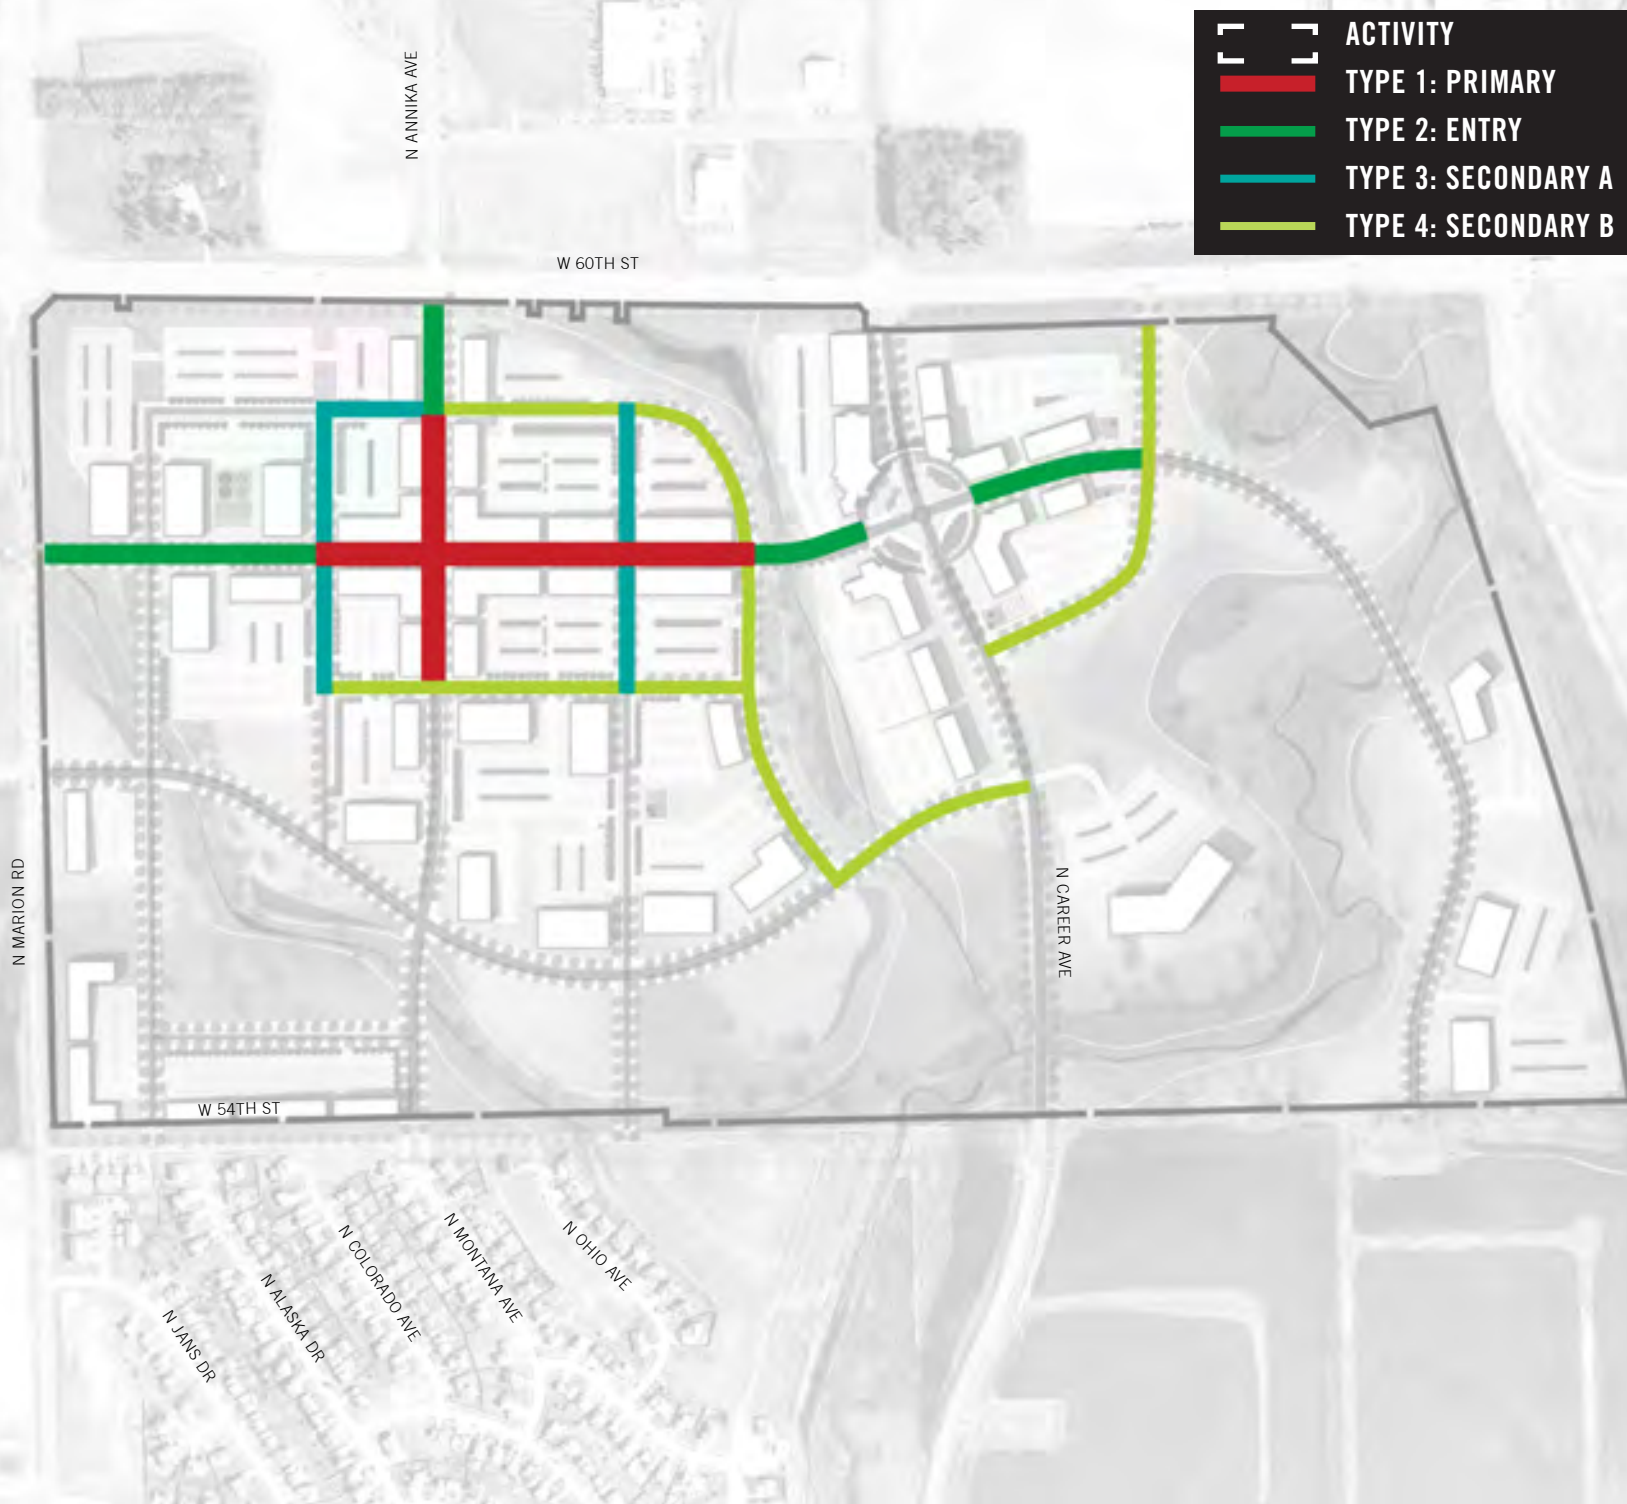 ACTIVITY
TYPE 1: PRIMARY
TYPE 2: ENTRY
TYPE 3: SECONDARY A
TYPE 4: SECONDARY B
N ANNIKA AVE
W 60TH ST
N MARION RD
N CAREER AVE
W 54TH ST
N OHIO AVE
N MONTANA AVE
N COLORADO AVE
N ALASKA DR
N JANS DR